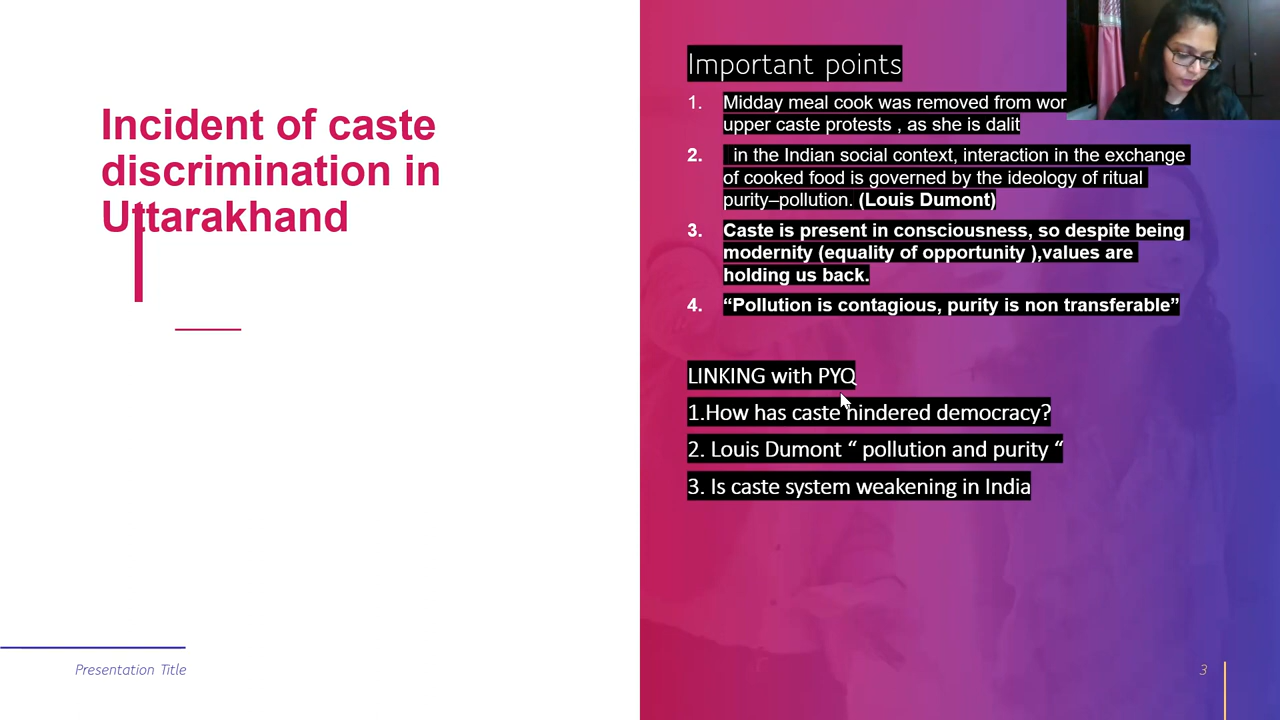 Incident of caste
discrimination in
Uttarakhand
Presentation Title
Important points
1. Midday meal cook was removed from
upper caste protests , as she is dalit
2. in the Indian social context, interaction in the exchange
of cooked food is governed by the ideology of ritual
purity–pollution. (Louis Dumont)
3. Caste is present in consciousness, so despite being
modernity (equality of opportunity ),values are
holding us back.
4. “Pollution is contagious, purity is non transferable”
LINKING with PYQ
1.How has caste hindered democracy?
2. Louis Dumont “ pollution and purity “
3. Is caste system weakening in India
3